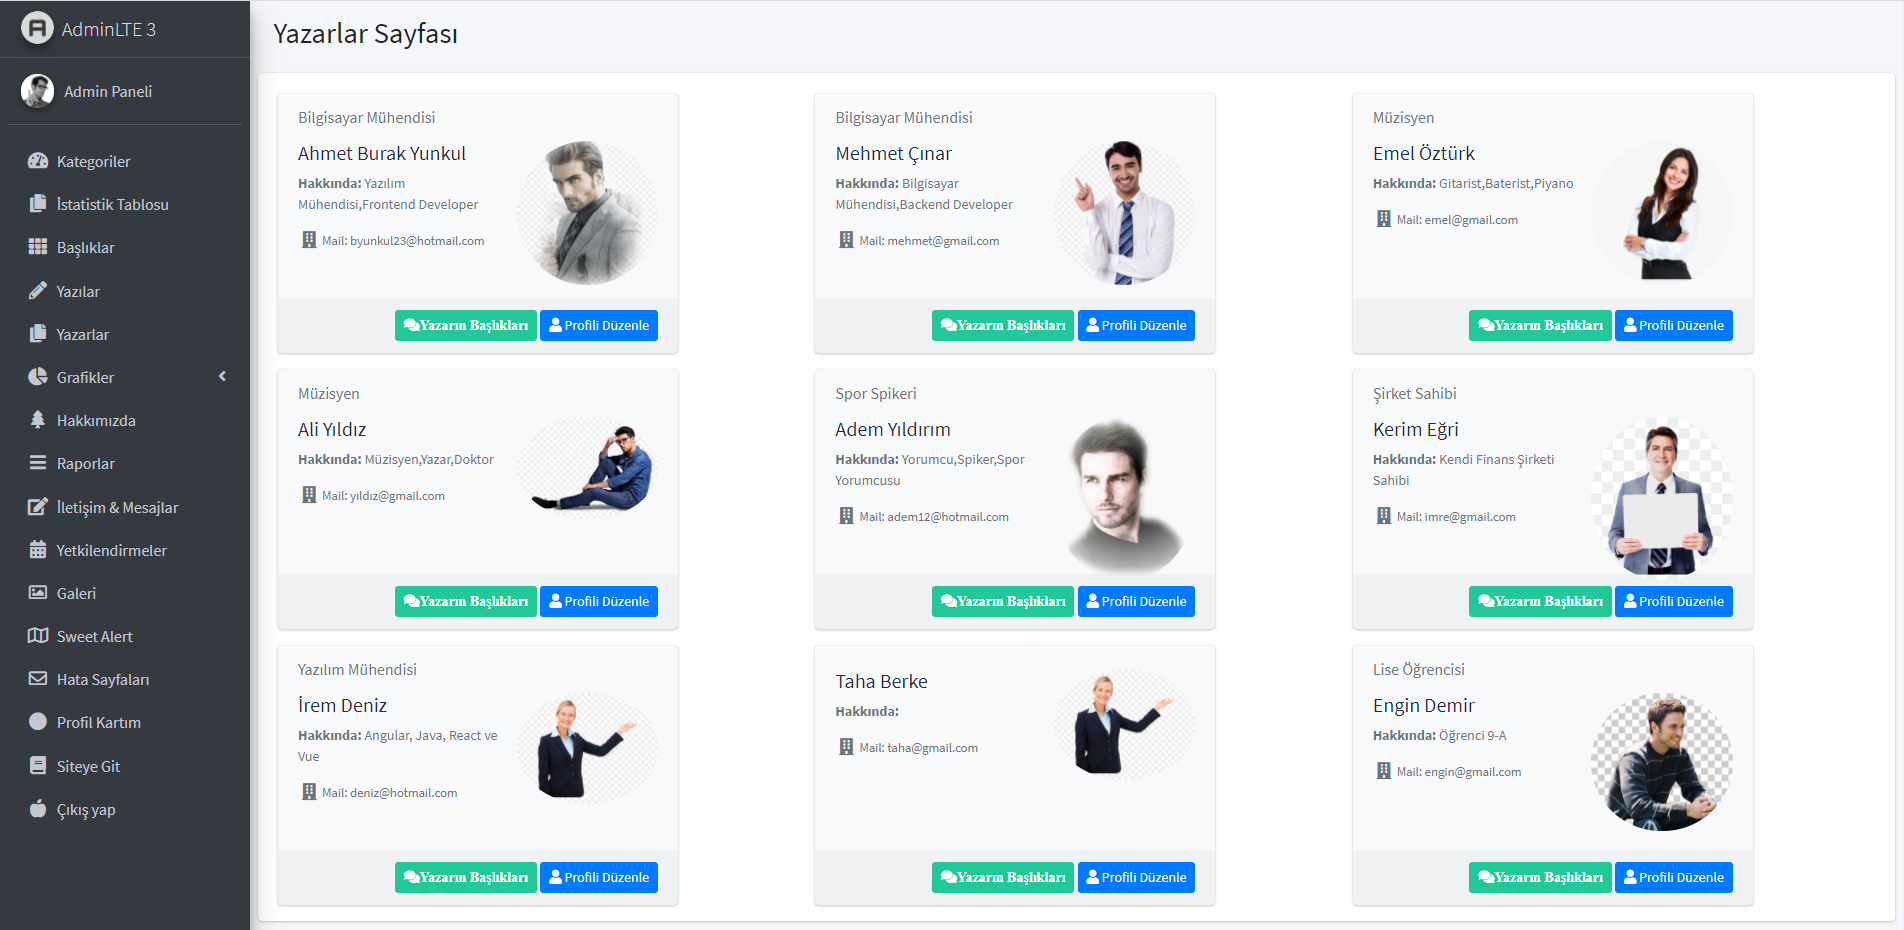 AdminLTE 3
Admin Paneli
Kategoriler
İstatistik Tablosu
Başlıklar
Yazılar
Yazarlar
Grafikler
Hakkımızda
Raporlar
İletişim & Mesajlar
Yetkilendirmeler
Galeri
Sweet Alert
Hata Sayfaları
Profil Kartım
Siteye Git
Çıkış yap
Yazarlar Sayfası
Bilgisayar Mühendisi
Ahmet Burak Yunkul
Hakkında: Yazılım
Mühendisi,Frontend Developer
Mail: byunkul23@hotmail.com
Yazarın Başlıkları
Profili Düzenle
Bilgisayar Mühendisi
Mehmet Çınar
Hakkında: Bilgisayar
Mühendisi,Backend Developer
Mail: mehmet@gmail.com
Yazarın Başlıkları
Profili Düzenle
Müzisyen
Emel Öztürk
Hakkında: Gitarist,Baterist,Piyano
Mail: emel@gmail.com
Yazarın Başlıkları
Profili Düzenle
Müzisyen
Ali Yıldız
Hakkında: Müzisyen,Yazar,Doktor
Mail: yıldız@gmail.com
Yazarın Başlıkları
Profili Düzenle
Spor Spikeri
Adem Yıldırım
Hakkında: Yorumcu,Spiker,Spor
Yorumcusu
Mail: adem12@hotmail.com
Yazarın Başlıkları
Profili Düzenle
Şirket Sahibi
Kerim Eğri
Hakkında: Kendi Finans Şirketi
Sahibi
Mail: imre@gmail.com
Yazarın Başlıkları
Profili Düzenle
Yazılım Mühendisi
İrem Deniz
Hakkında: Angular, Java, React ve
Vue
Mail: deniz@hotmail.com
Yazarın Başlıkları
Profili Düzenle
Taha Berke
Hakkında:
Mail: taha@gmail.com
Yazarın Başlıkları
Profili Düzenle
Lise Öğrencisi
Engin Demir
Hakkında: Öğrenci 9-A
Mail: engin@gmail.com
Yazarın Başlıkları
Profili Düzenle